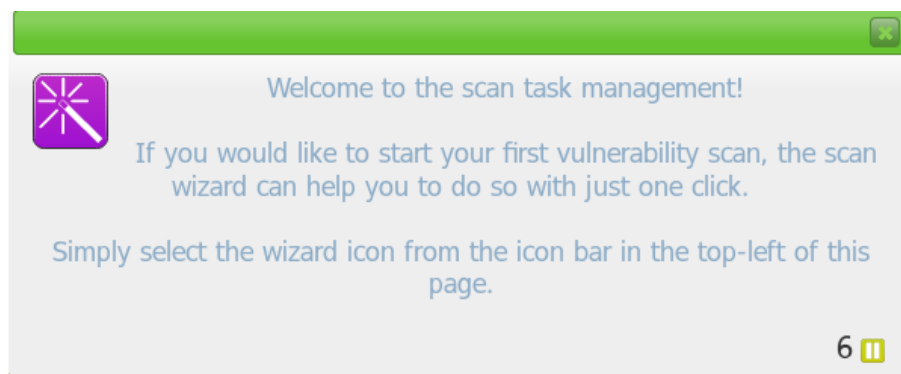 Welcome to the scan task management!
If you would like to start your first vulnerability scan, the scan
wizard can help you to do so with just one click.
Simply select the wizard icon from the icon bar in the top-left of this
page.
6